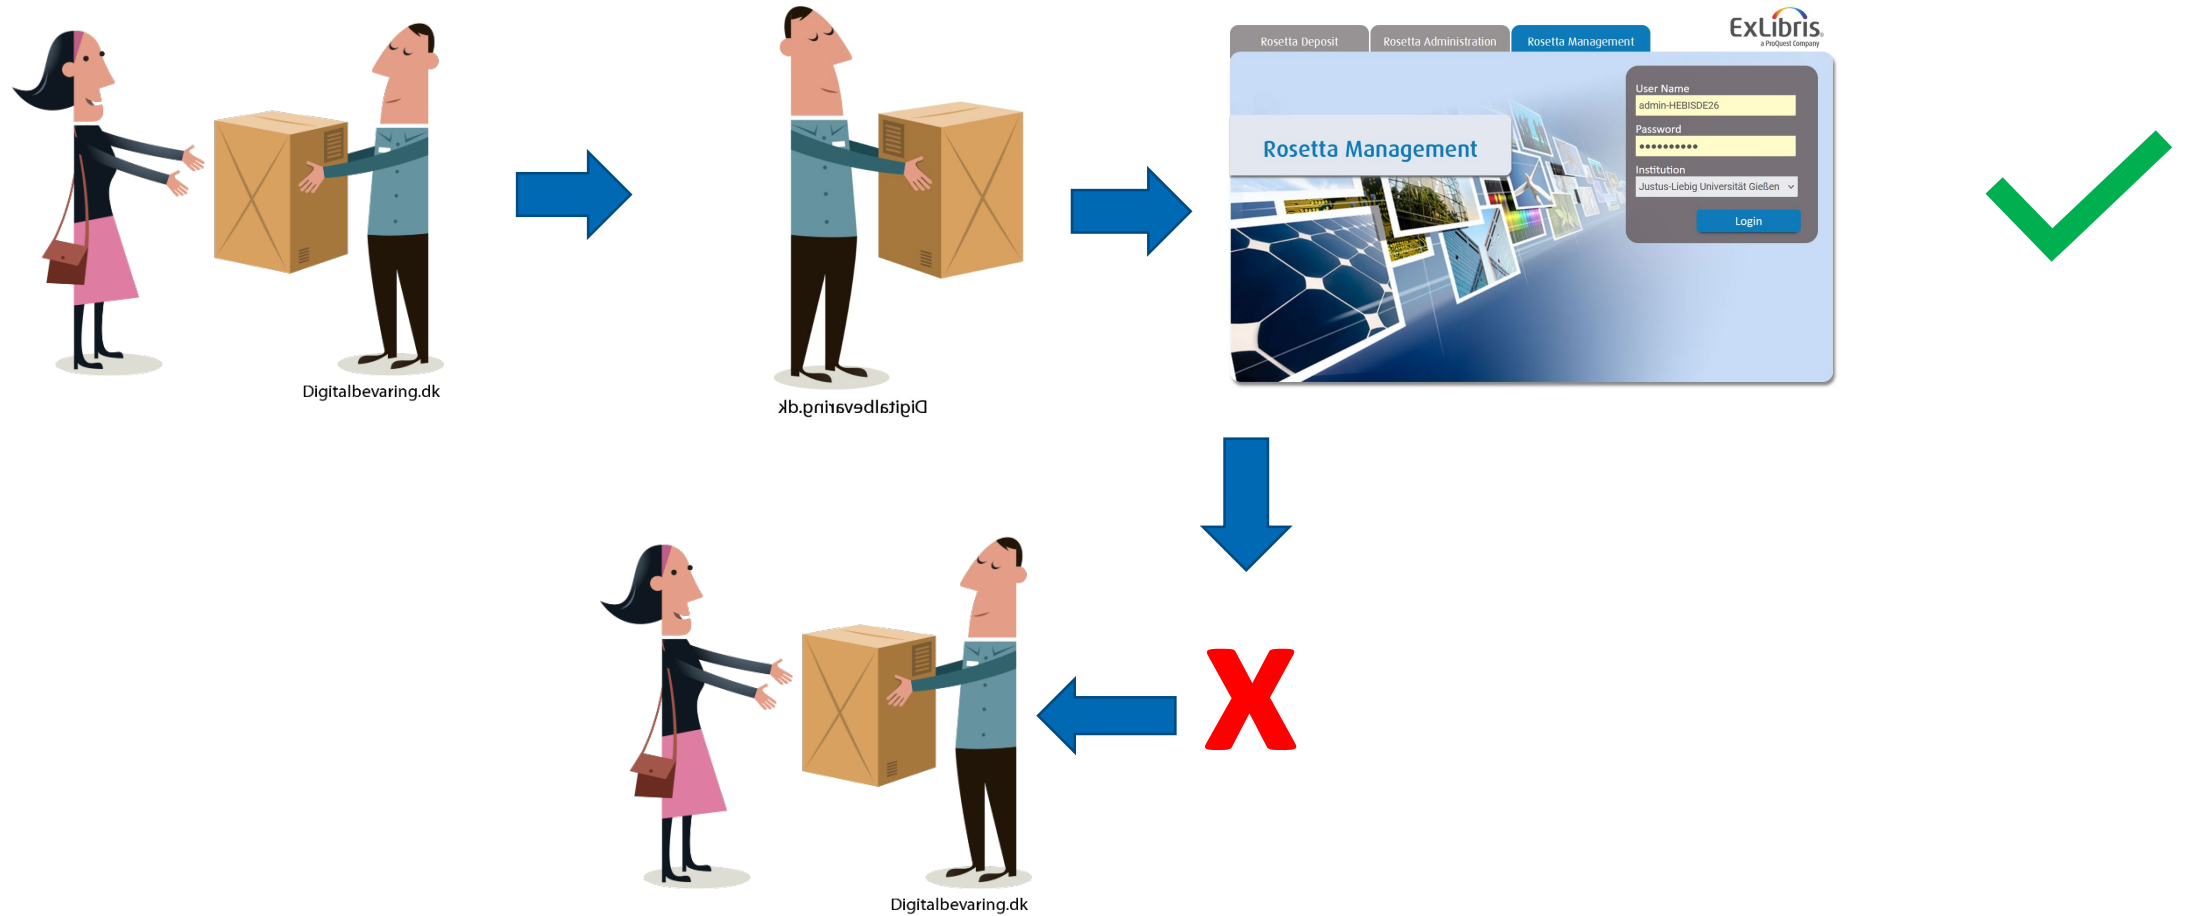 ExLibris
a ProQuest Company
Rosetta Deposit
Rosetta Administration
Rosetta Management
User Name
admin-HEBISDE26
Password
Rosetta Management
Institution
Justus-Liebig Universität Gießen
Login
Digitalbevaring.dk
Digitalbevaring.dk
X
Digitalbevaring.dk